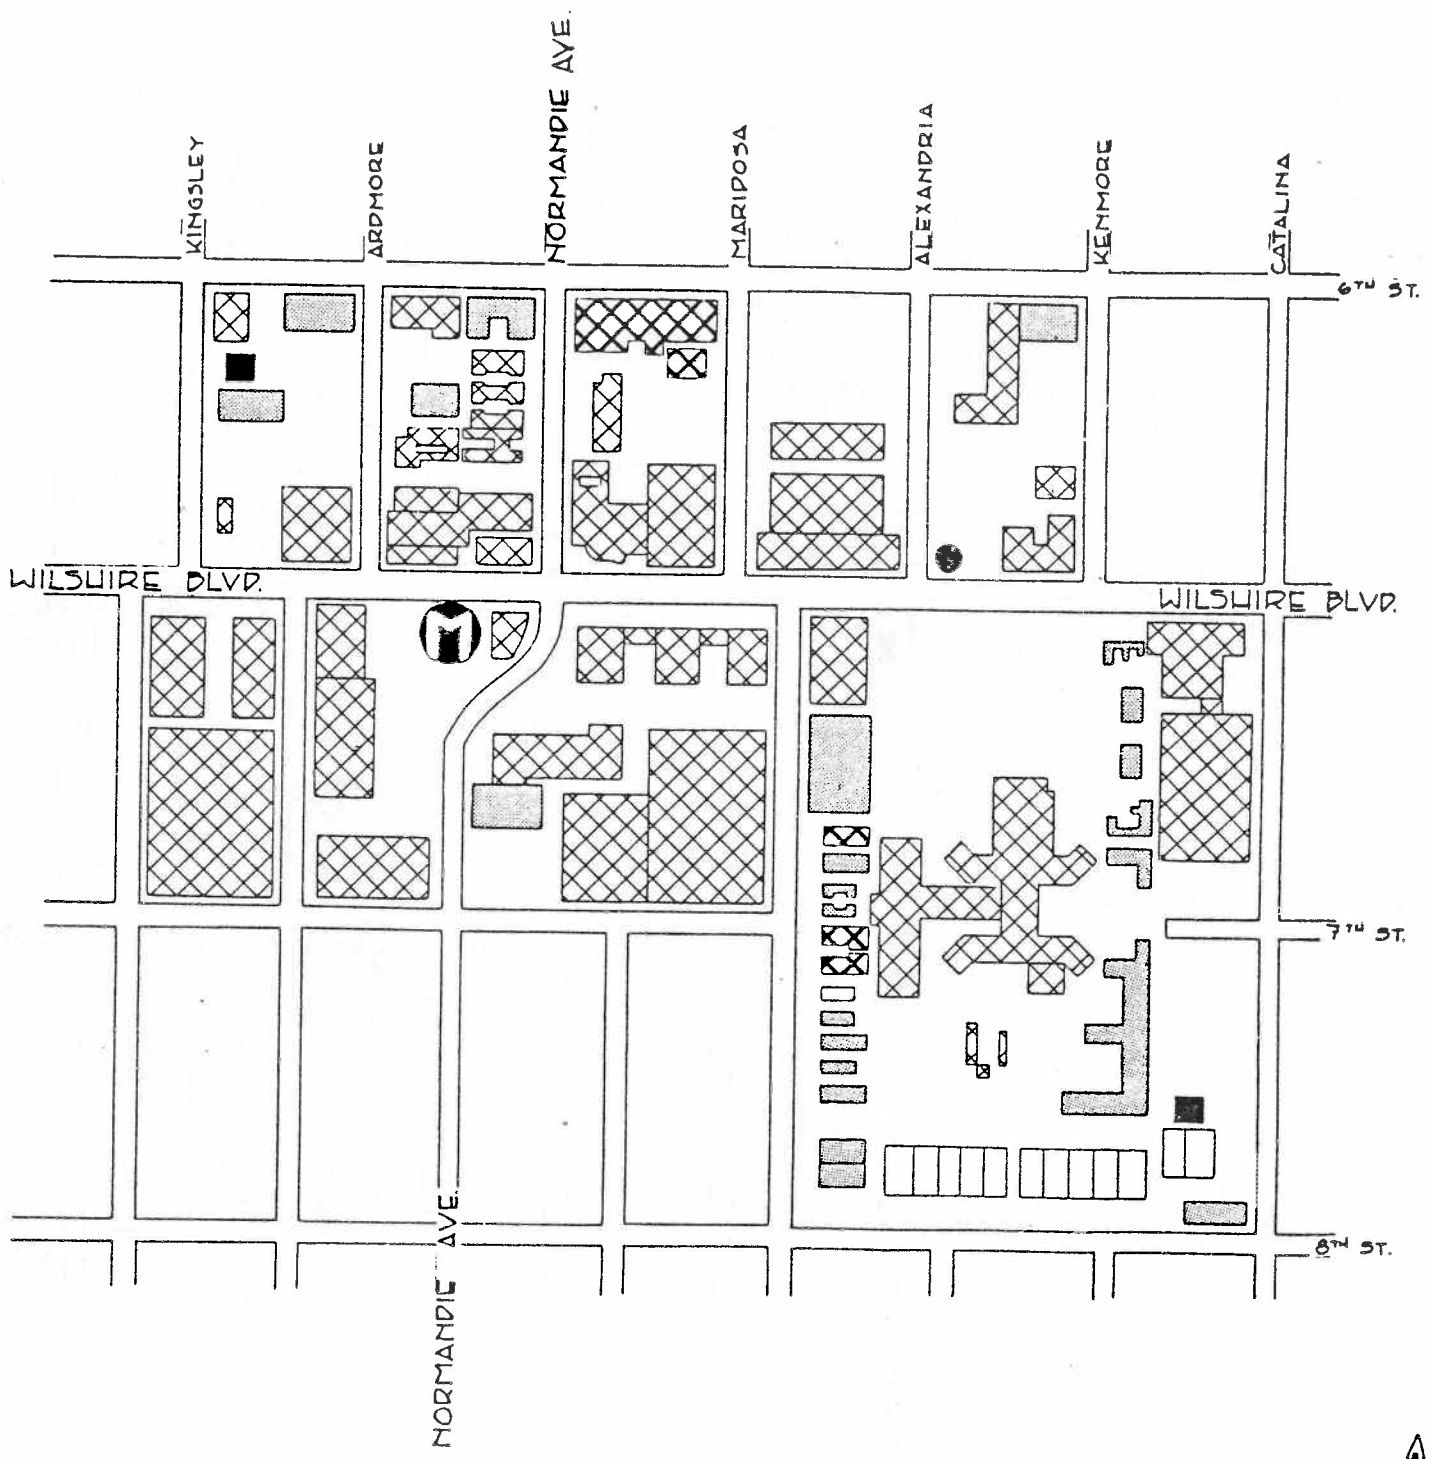 KINGSLEY
ARDMORE
NORMANDIE AVE.
MARIPOSA
ALEXANDRIA
KENMORE
CATALINA
6TH ST.
WILSHIRE BLVD.
WILSHIRE BLVD.
M
7TH ST.
8TH ST.
NORMANDIE AVE.